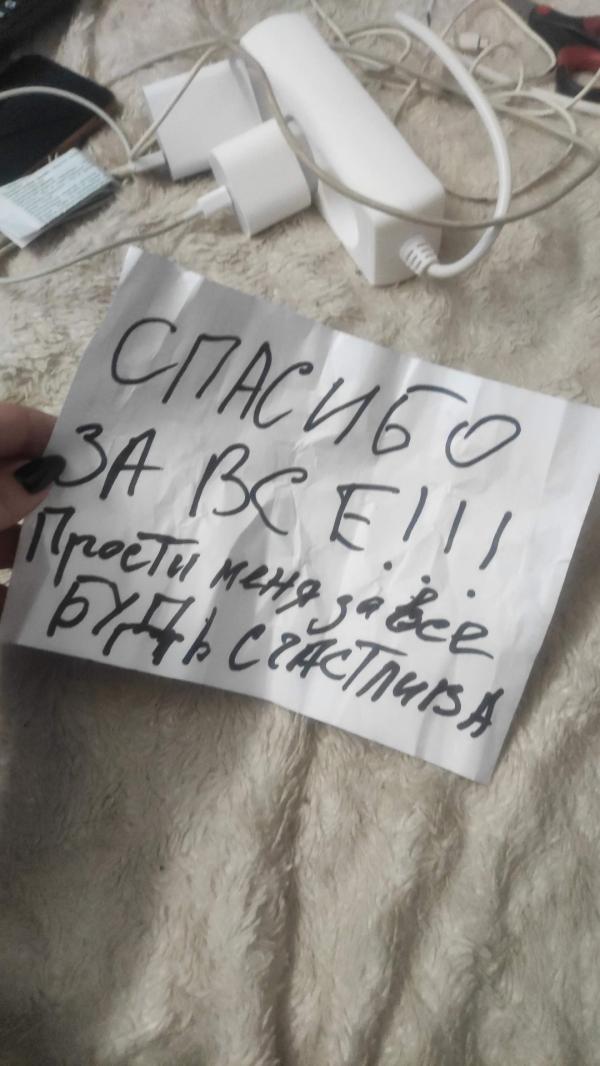 СПАСИБО
ЗА ВСЕ!!!
Прости меня за все
БУДЬ СЧАСТЛИВА